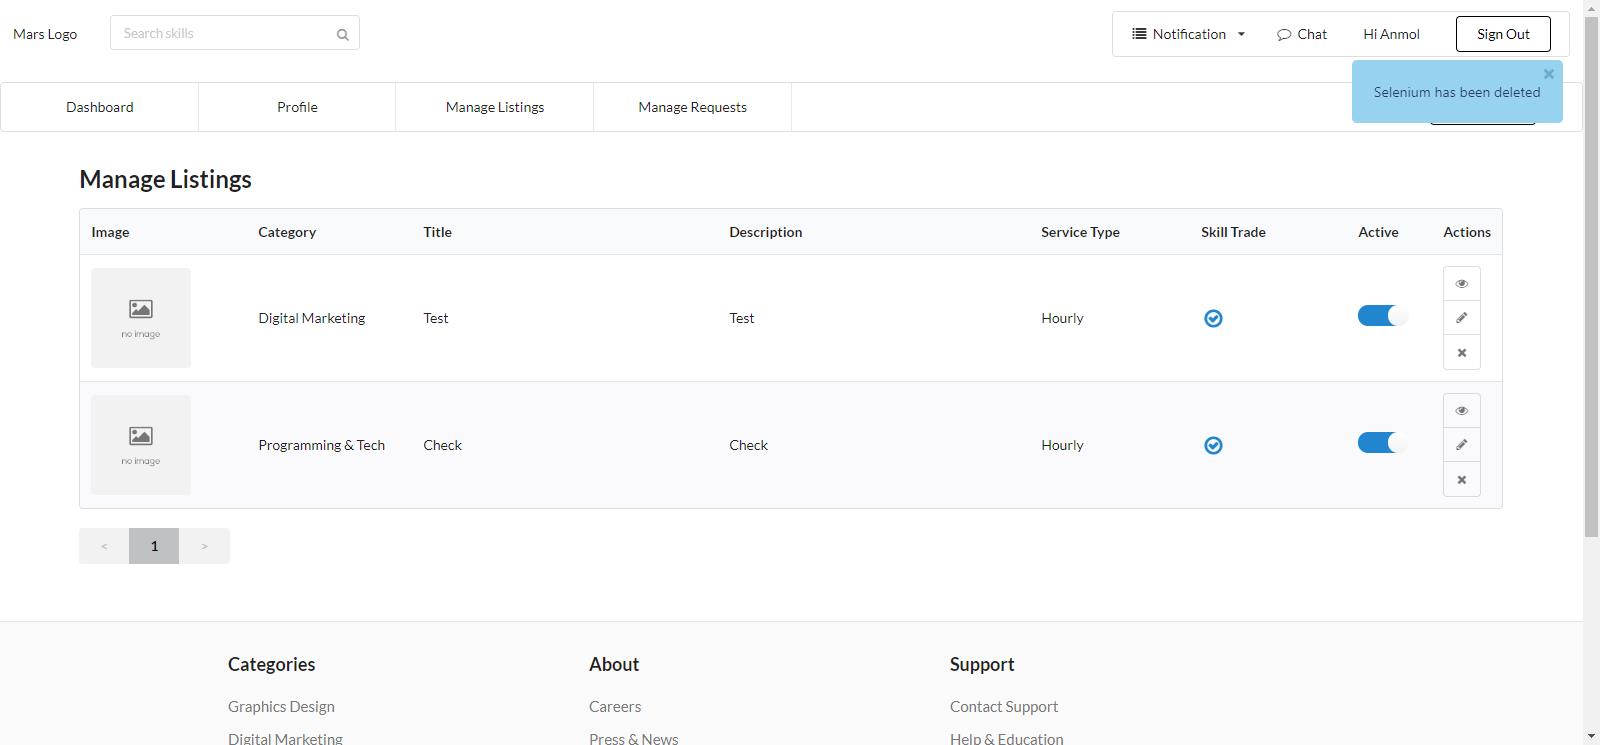 Mars Logo
Search skills
Notification
Chat
Hi Anmol
Sign Out
Selenium has been deleted
Dashboard
Profile
Manage Listings
Manage Requests
Manage Listings
Image Category Title Description Service Type Skill Trade Active Actions
no image
Digital Marketing Test Test Hourly
no image
Programming & Tech Check Check Hourly
< 1 >
Categories About Support
Graphics Design Careers Contact Support
Digital Marketing Press & News Help & Education